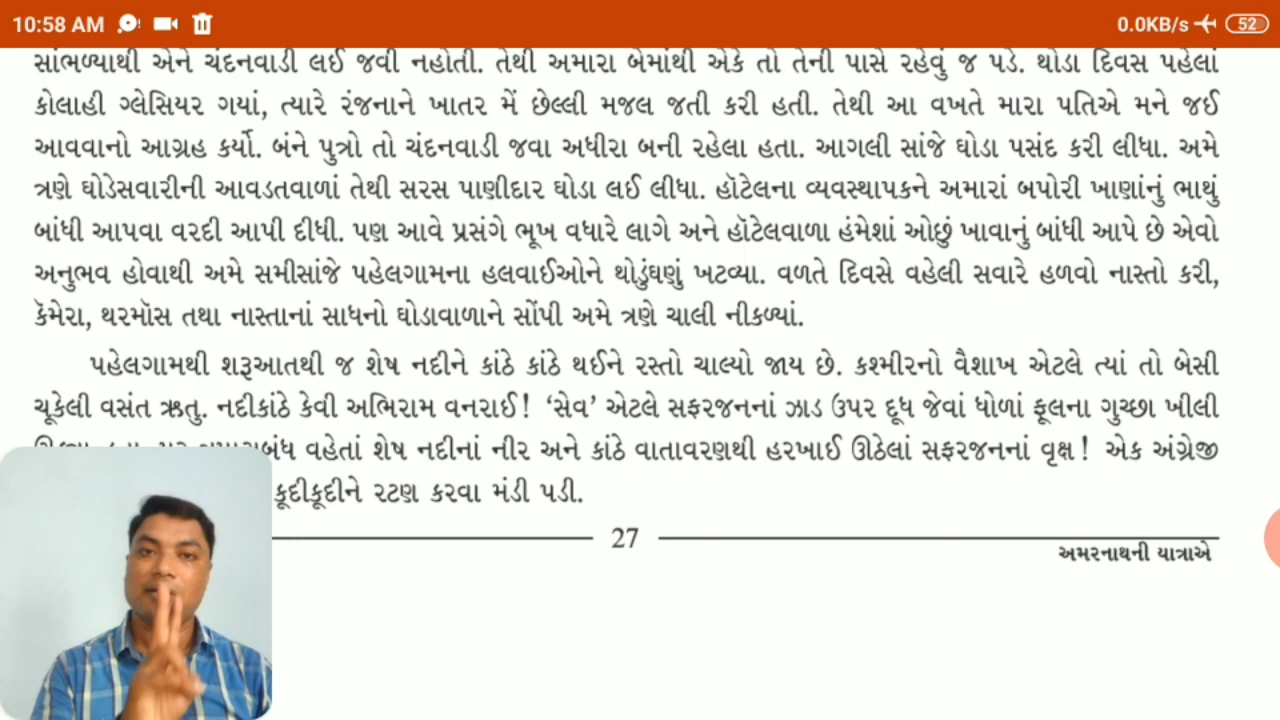 10:58 AM
0.0KB/s
52
સાંભળ્યાથી એને ચંદનવાડી લઈ જવી નહોતી. તેથી અમારા બેમાંથી એકે તો તેની પાસે રહેવું જ પડે. થોડા દિવસ પહેલાં
કોલાહી ગ્લેસિયર ગયાં, ત્યારે રંજનાને ખાતર મેં છેલ્લી મજલ જતી કરી હતી. તેથી આ વખતે મારા પતિએ મને જઈ
આવવાનો આગ્રહ કર્યો. બંને પુત્રો તો ચંદનવાડી જવા અધીરા બની રહેલા હતા. આગલી સાંજે ઘોડા પસંદ કરી લીધા. અમે
ત્રણે ઘોડેસવારીની આવડતવાળાં તેથી સરસ પાણીદાર ઘોડા લઈ લીધા. હૉટેલના વ્યવસ્થાપકને અમારાં બપોરી ખાણાંનું ભાથું
બાંધી આપવા વરદી આપી દીધી. પણ આવે પ્રસંગે ભૂખ વધારે લાગે અને હૉટેલવાળા હંમેશાં ઓછું ખાવાનું બાંધી આપે છે એવો
અનુભવ હોવાથી અમે સમીસાંજે પહેલગામના હલવાઈઓને થોડુંઘણું ખટવ્યા. વળતે દિવસે વહેલી સવારે હળવો નાસ્તો કરી,
કૅમેરા, થરમૉસ તથા નાસ્તાનાં સાધનો ઘોડાવાળાને સોંપી અમે ત્રણે ચાલી નીકળ્યાં.
પહેલગામથી શરૂઆતથી જ શેષ નદીને કાંઠે કાંઠે થઈને રસ્તો ચાલ્યો જાય છે. કશ્મીરનો વૈશાખ એટલે ત્યાં તો બેસી
ચૂકેલી વસંત ઋતુ. નદીકાંઠે કેવી અભિરામ વનરાઈ! ‘સેવ’ એટલે સફરજનનાં ઝાડ ઉપર દૂધ જેવાં ધોળાં ફૂલના ગુચ્છા ખીલી
વહેતાં શેષ નદીનાં નીર અને કાંઠે વાતાવરણથી હરખાઈ ઊઠેલાં સફરજનનાં વૃક્ષ! એક અંગ્રેજી
કૂદીકૂદીને રટણ કરવા મંડી પડી.
27
અમરનાથની યાત્રાએ